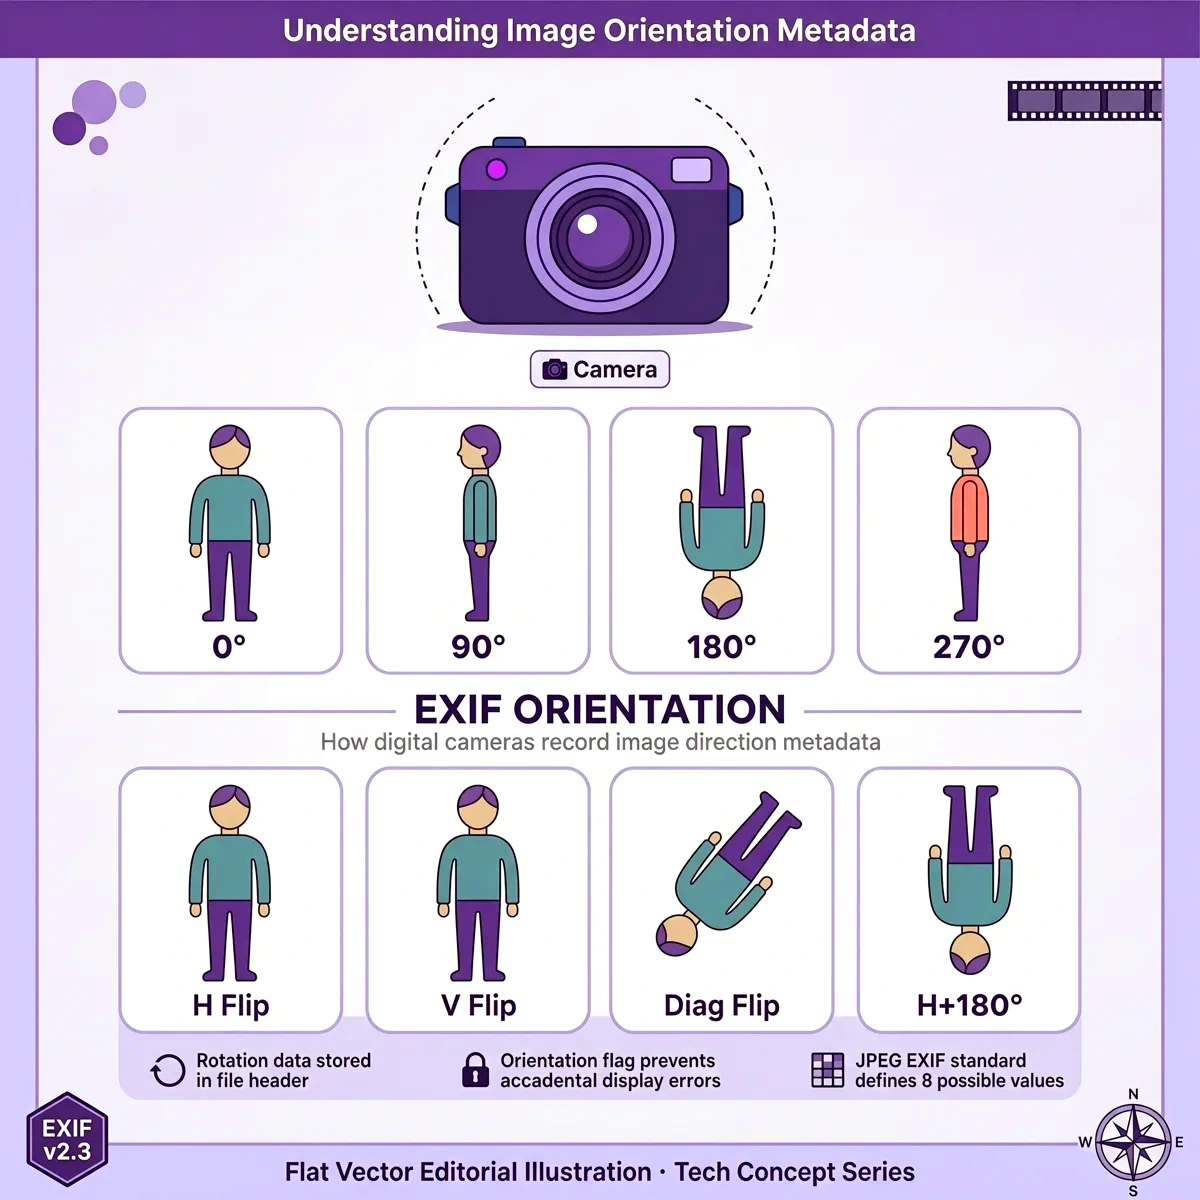 Understanding Image Orientation Metadata
Camera
0°
90°
180°
270°
EXIF ORIENTATION
How digital cameras record image direction metadata
H Flip
V Flip
Diag Flip
H+180°
Rotation data stored
in file header
Orientation flag prevents
accadental display errors
JPEG EXIF standard
defines 8 possible values
EXIF
v2.3
N
W
E
S
Flat Vector Editorial Illustration · Tech Concept Series